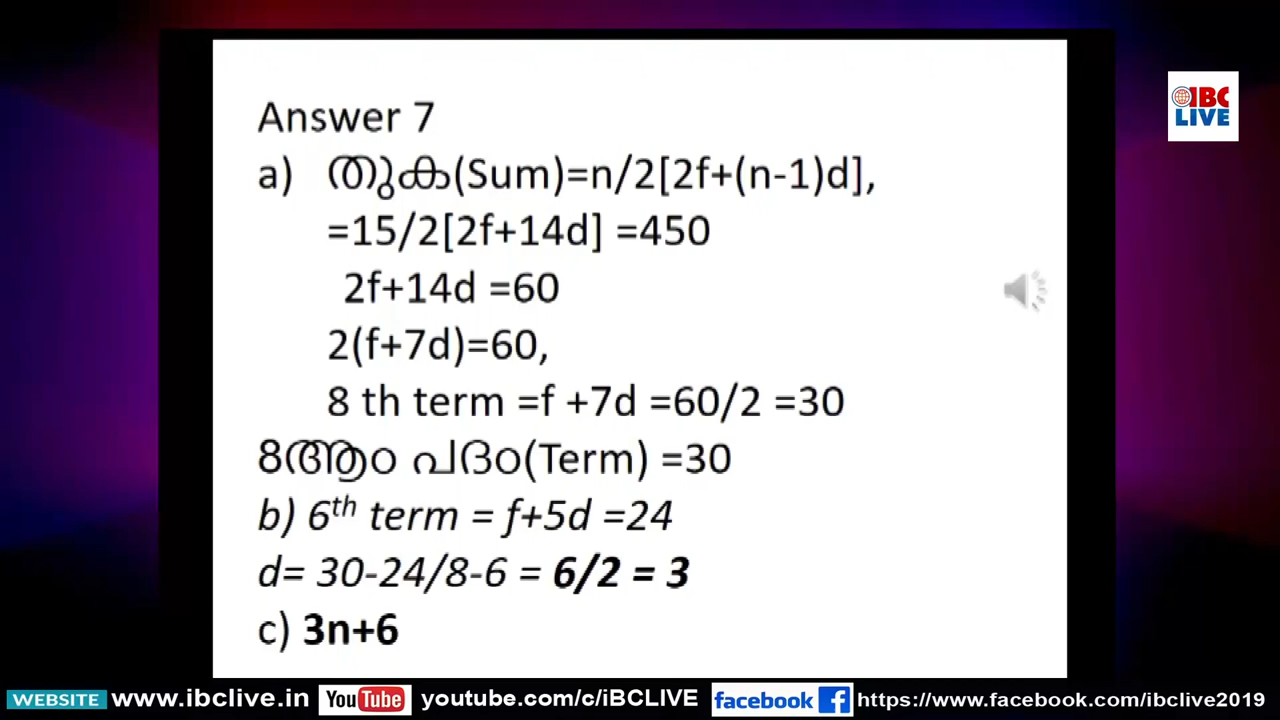 IBC
LIVE
Answer 7
a) തുക(Sum)=n/2[2f+(n-1)d],
=15/2[2f+14d] =450
2f+14d =60
2(f+7d)=60,
8 th term =f +7d =60/2 =30
8ആം പദം(Term) =30
b) 6th term = f+5d =24
d= 30-24/8-6 = 6/2 = 3
c) 3n+6
WEBSITE www.ibclive.in YouTube youtube.com/c/iBCLIVE facebook f https://www.facebook.com/ibclive2019